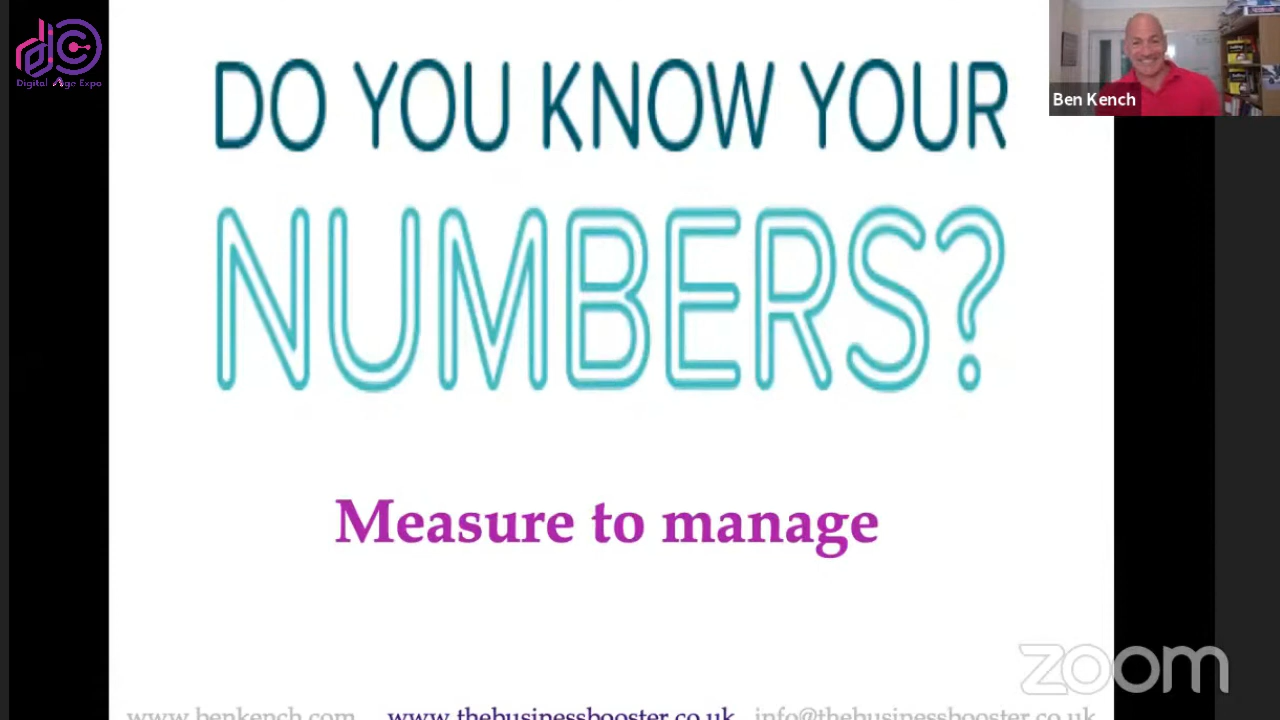 Digital Age Expo
DO YOU KNOW YOUR
NUMBERS?
Ben Kench
Measure to manage
zoom
www.benkench.com www.thebusinessbooster.co.uk info@thebusinessbooster.co.uk